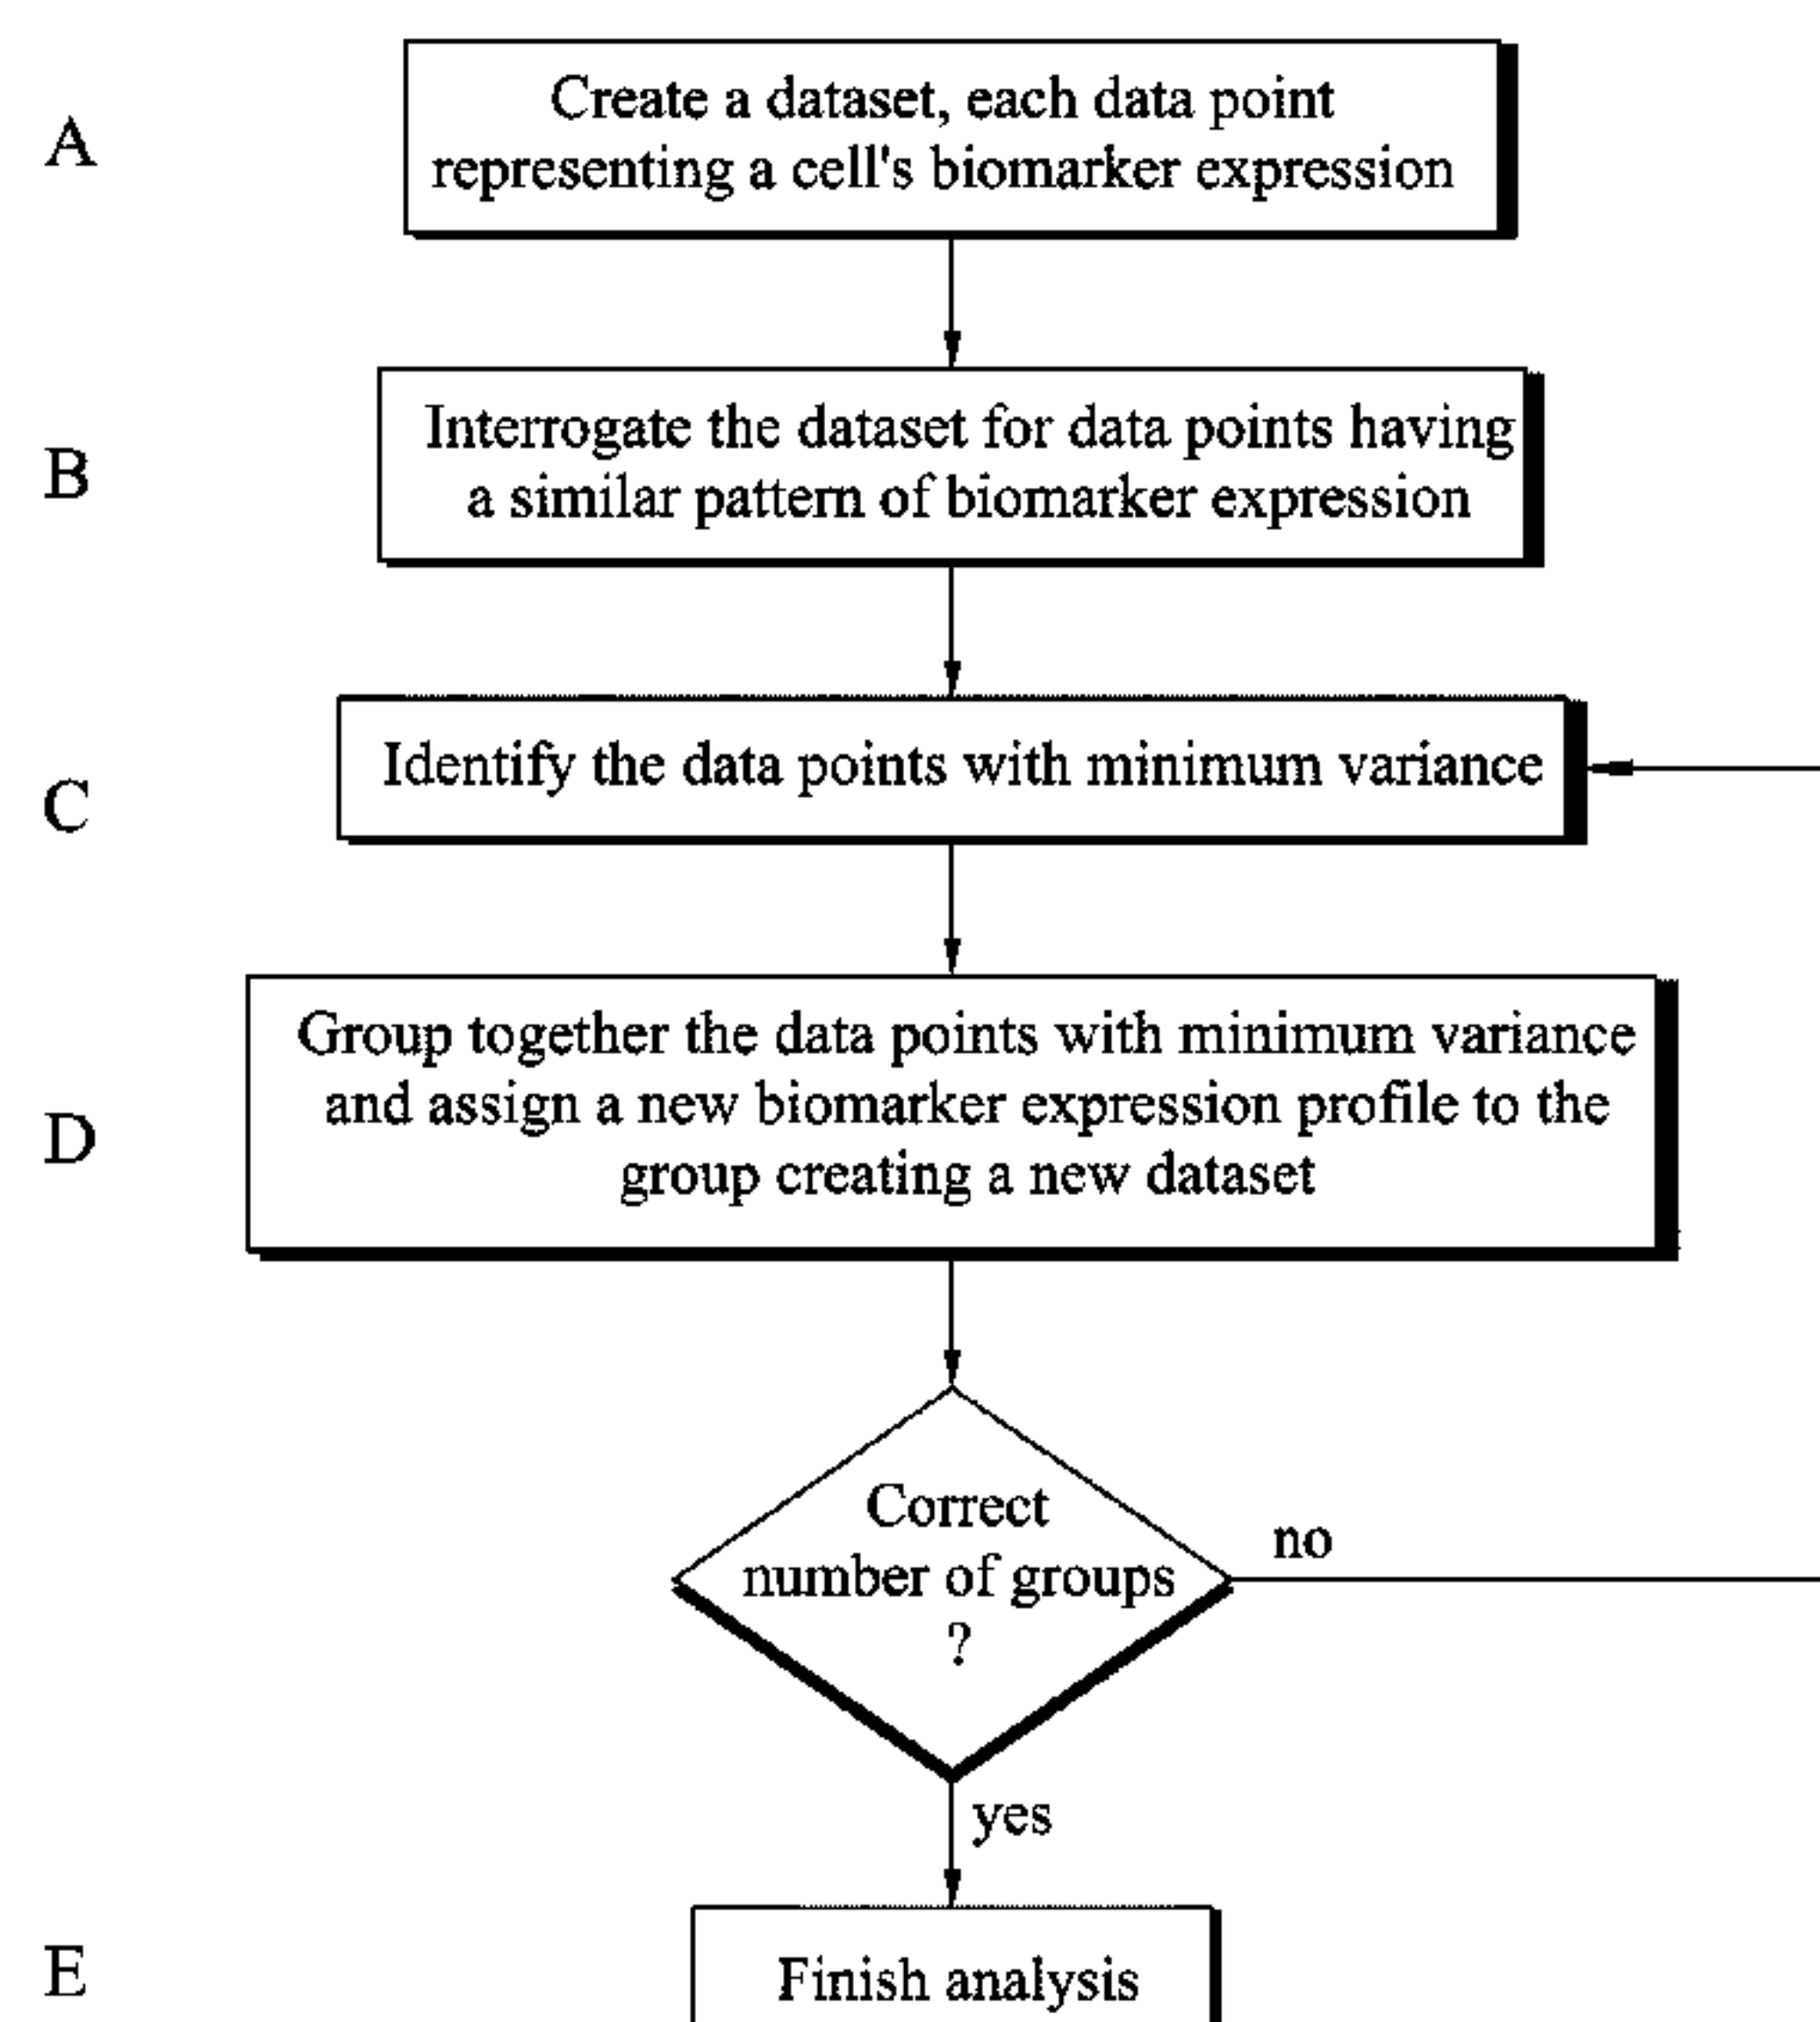 A
Create a dataset, each data point
representing a cell's biomarker expression
B
Interrogate the dataset for data points having
a similar pattern of biomarker expression
C
Identify the data points with minimum variance
D
Group together the data points with minimum variance
and assign a new biomarker expression profile to the
group creating a new dataset
Correct
number of groups
?
no
yes
E
Finish analysis